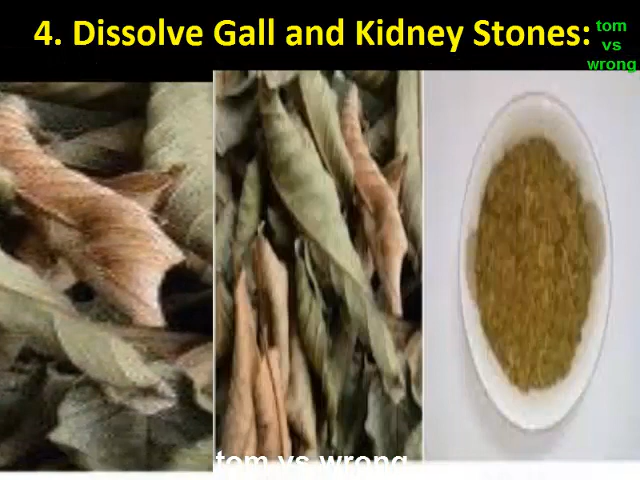 4. Dissolve Gall and Kidney Stones:
tom
vs
wrong
tom vs wrong